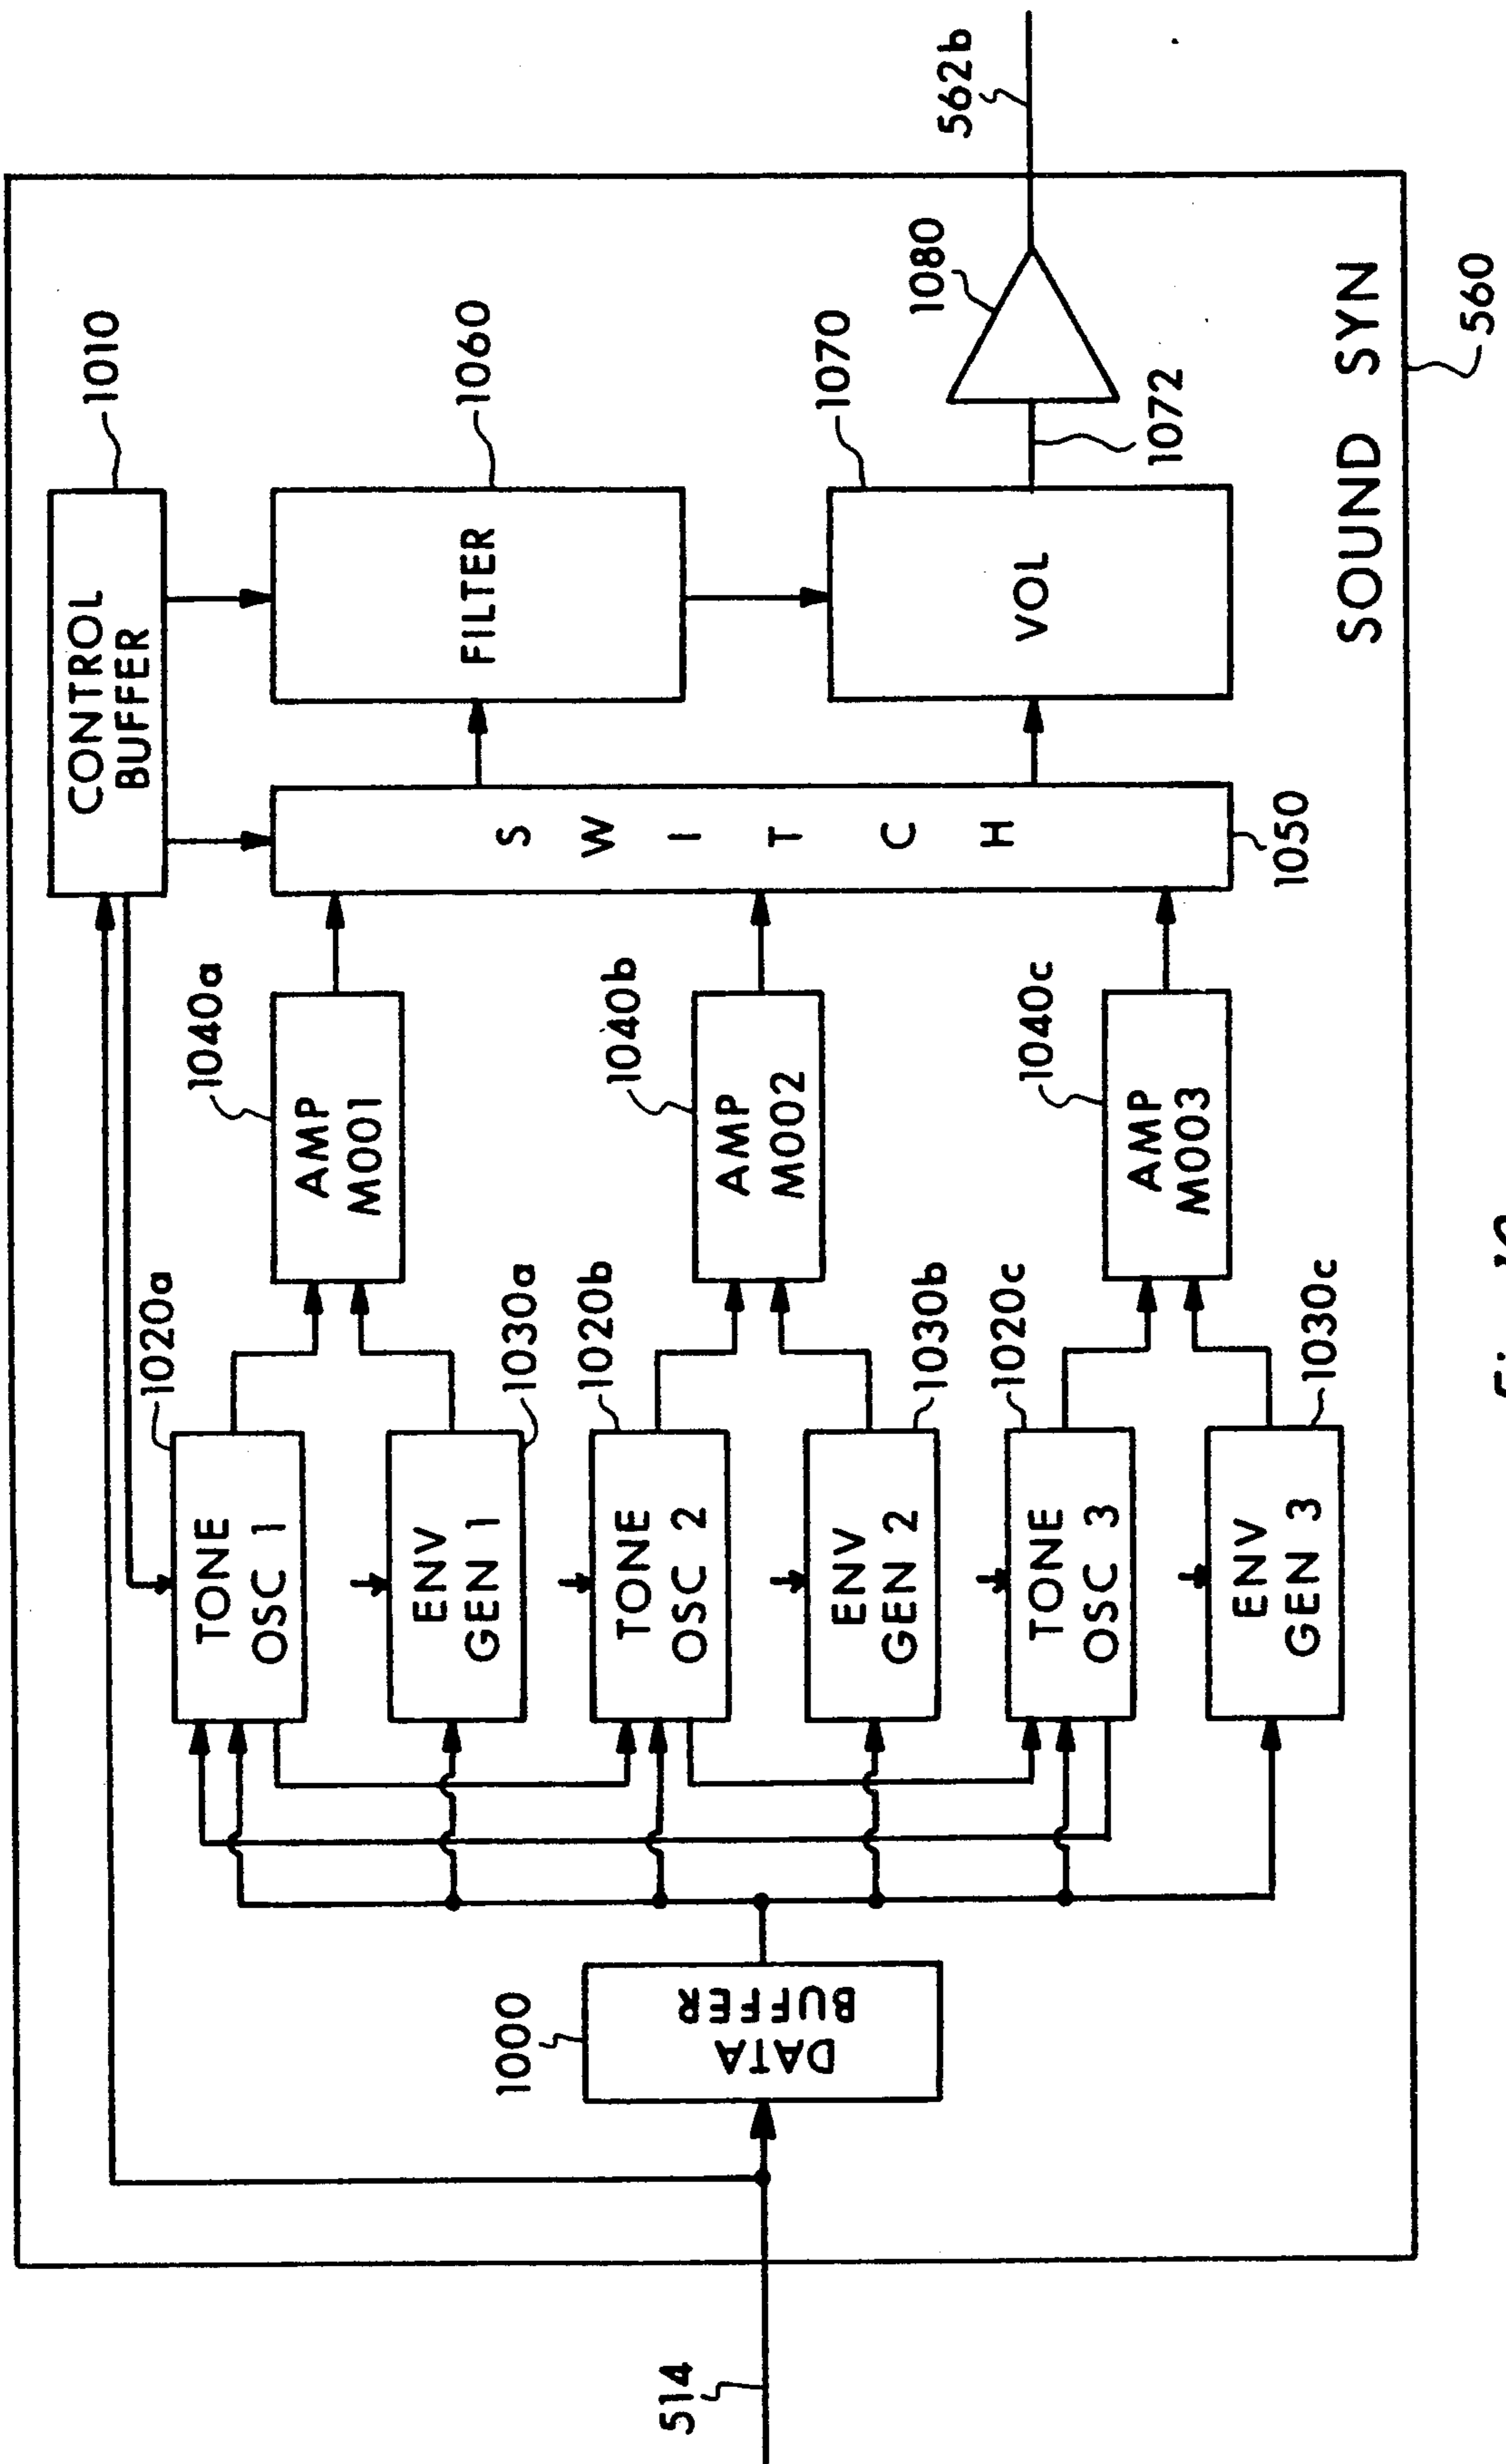 CONTROL
BUFFER
1010
1020a
TONE
OSC 1
1040a
AMP
M001
FILTER
1060
ENV
GEN 1
1030a
1020b
TONE
OSC 2
1040b
AMP
M002
S W I T C H
1050
1000
DATA
BUFFER
514
ENV
GEN 2
1030b
VOL
1070
1072
1080
562b
1020c
TONE
OSC 3
1040c
AMP
M003
ENV
GEN 3
1030c
SOUND SYN
560